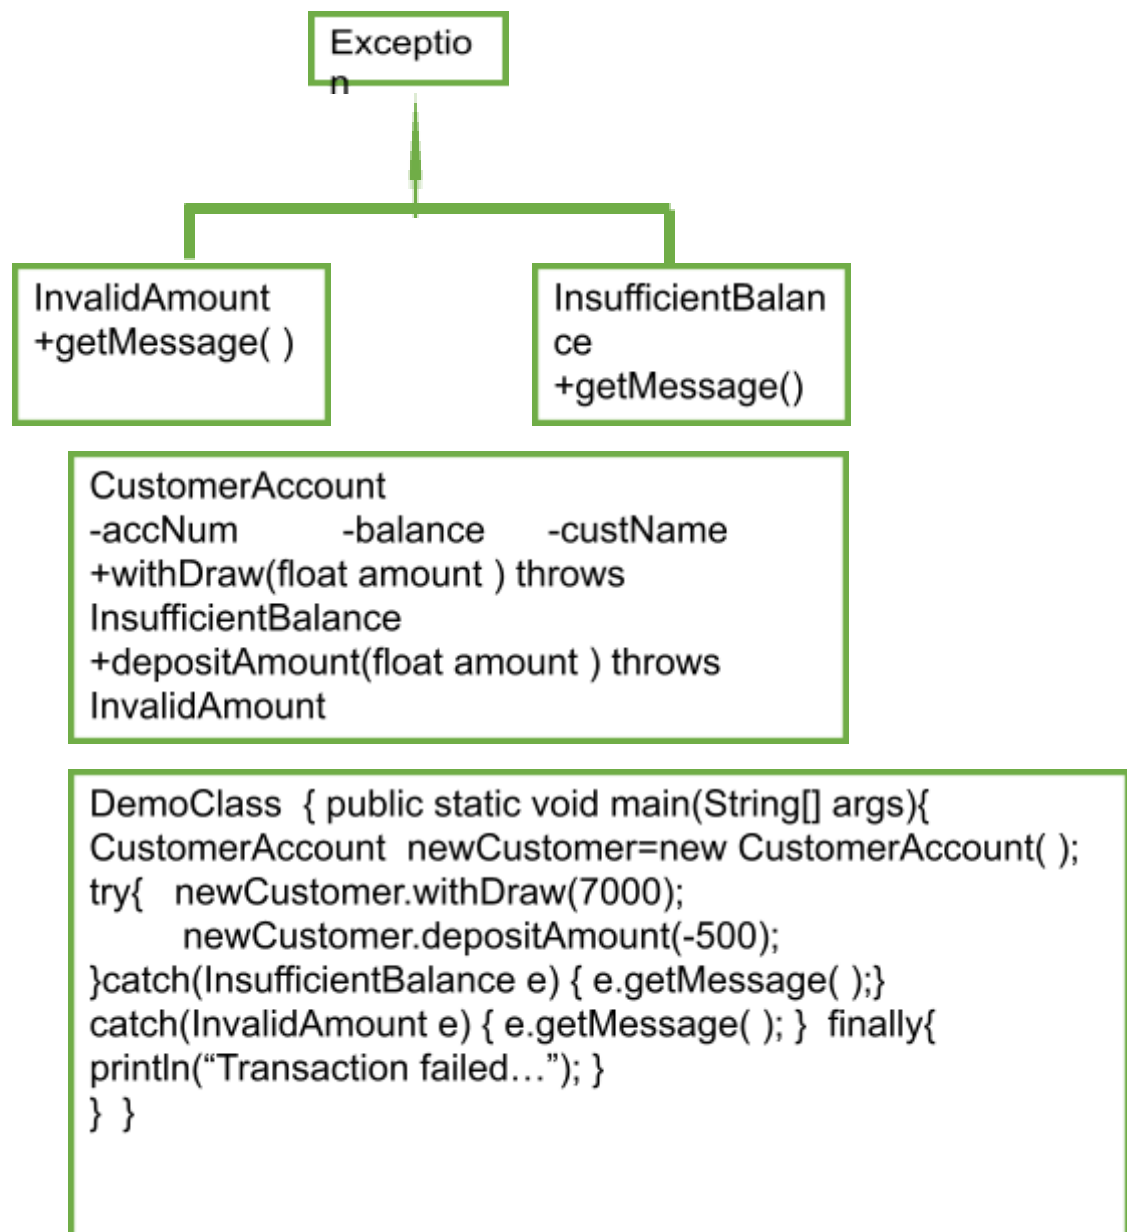 Exceptio
n
InvalidAmount
+getMessage( )
InsufficientBalan
ce
+getMessage()
CustomerAccount
-accNum -balance -custName
+withDraw(float amount ) throws
InsufficientBalance
+depositAmount(float amount ) throws
InvalidAmount
DemoClass { public static void main(String[] args){
CustomerAccount newCustomer=new CustomerAccount( );
try{ newCustomer.withDraw(7000);
newCustomer.depositAmount(-500);
}catch(InsufficientBalance e) { e.getMessage( );}
catch(InvalidAmount e) { e.getMessage( ); } finally{
println(“Transaction failed…”); }
} }